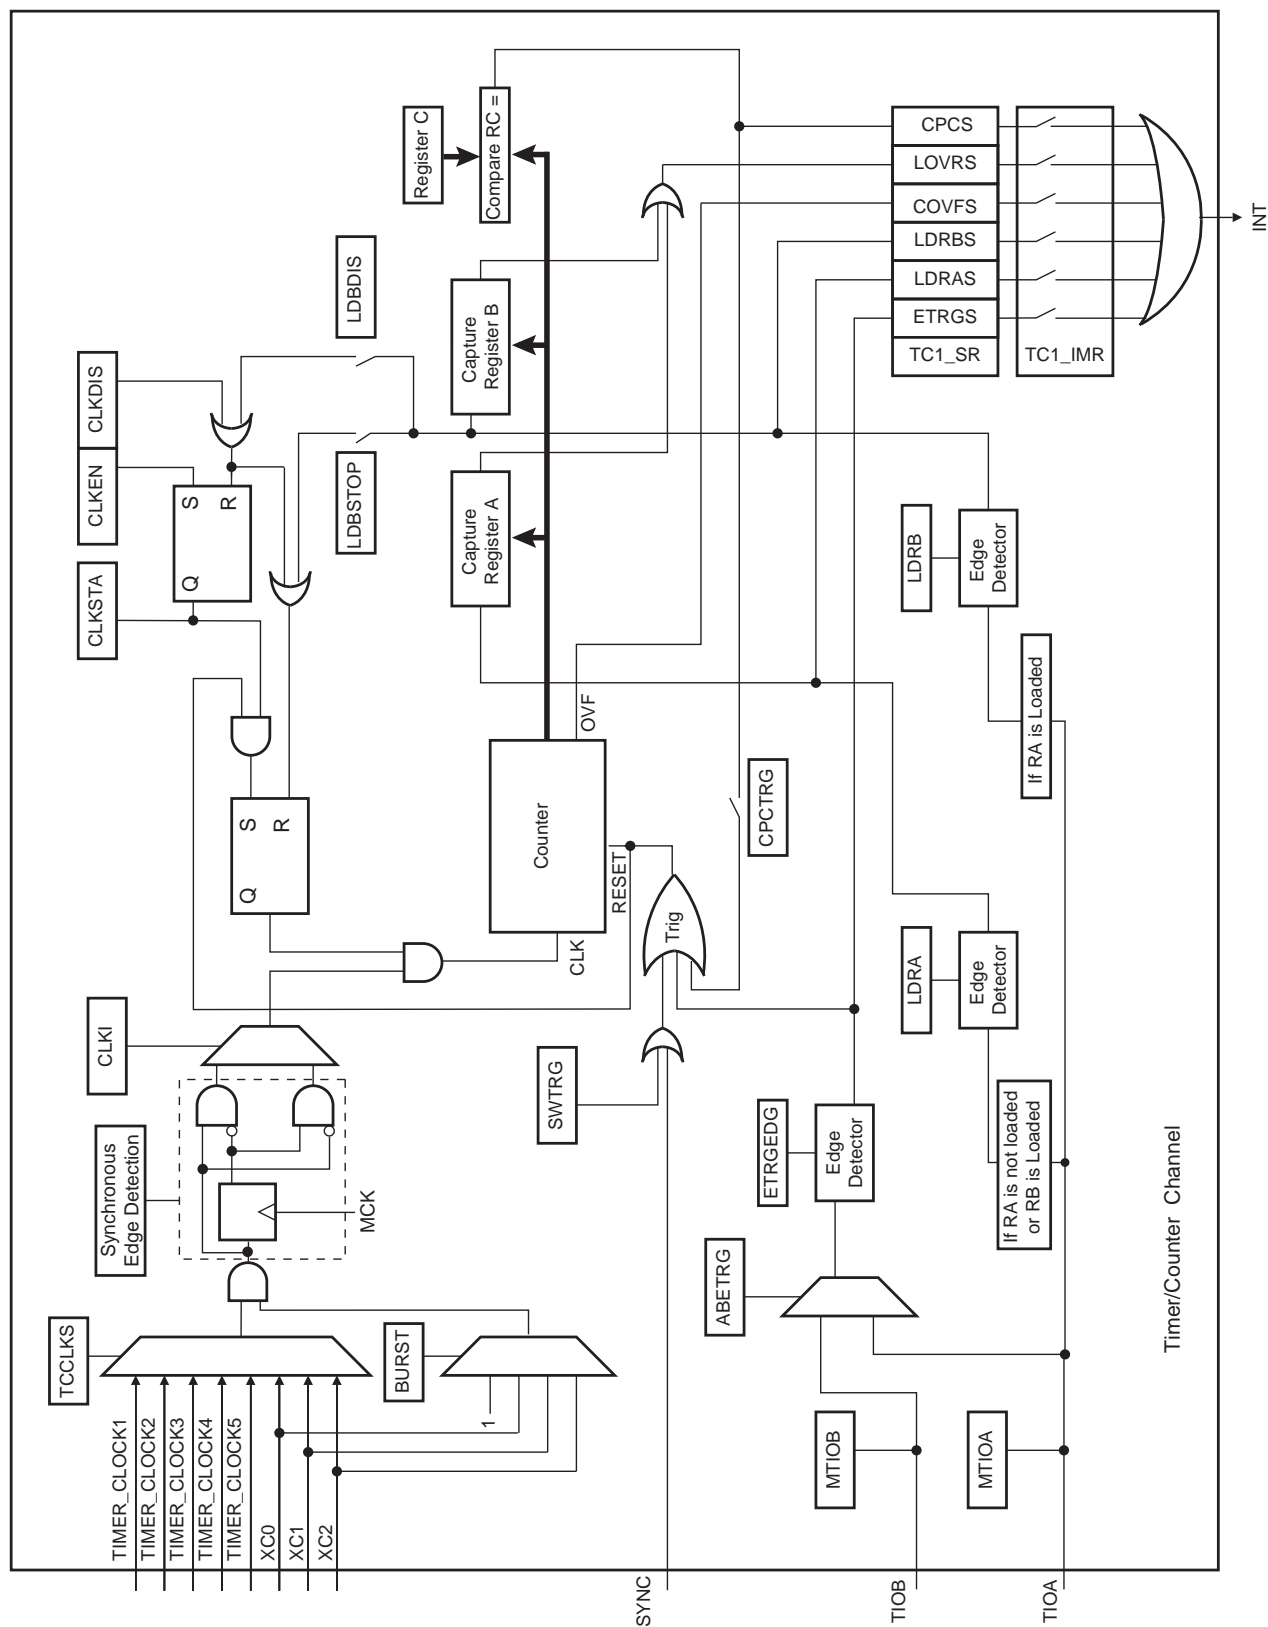 TCCLKS
TIMER_CLOCK1
TIMER_CLOCK2
TIMER_CLOCK3
TIMER_CLOCK4
TIMER_CLOCK5
XC0
XC1
XC2
BURST
1
Synchronous
Edge Detection
MCK
CLKI
CLKSTA
CLKEN
CLKDIS
Q
S
R
Q
S
R
LDBSTOP
LDBDIS
Register C
Compare RC =
Capture
Register A
Capture
Register B
Counter
CLK
RESET
OVF
SWTRG
Trig
CPCTRG
SYNC
ABETRG
ETRGEDG
Edge
Detector
MTIOB
TIOB
MTIOA
TIOA
LDRA
Edge
Detector
If RA is not loaded
or RB is Loaded
LDRB
Edge
Detector
If RA is Loaded
CPCS
LOVRS
COVFS
LDRBS
LDRAS
ETRGS
TC1_SR
TC1_IMR
INT
Timer/Counter Channel